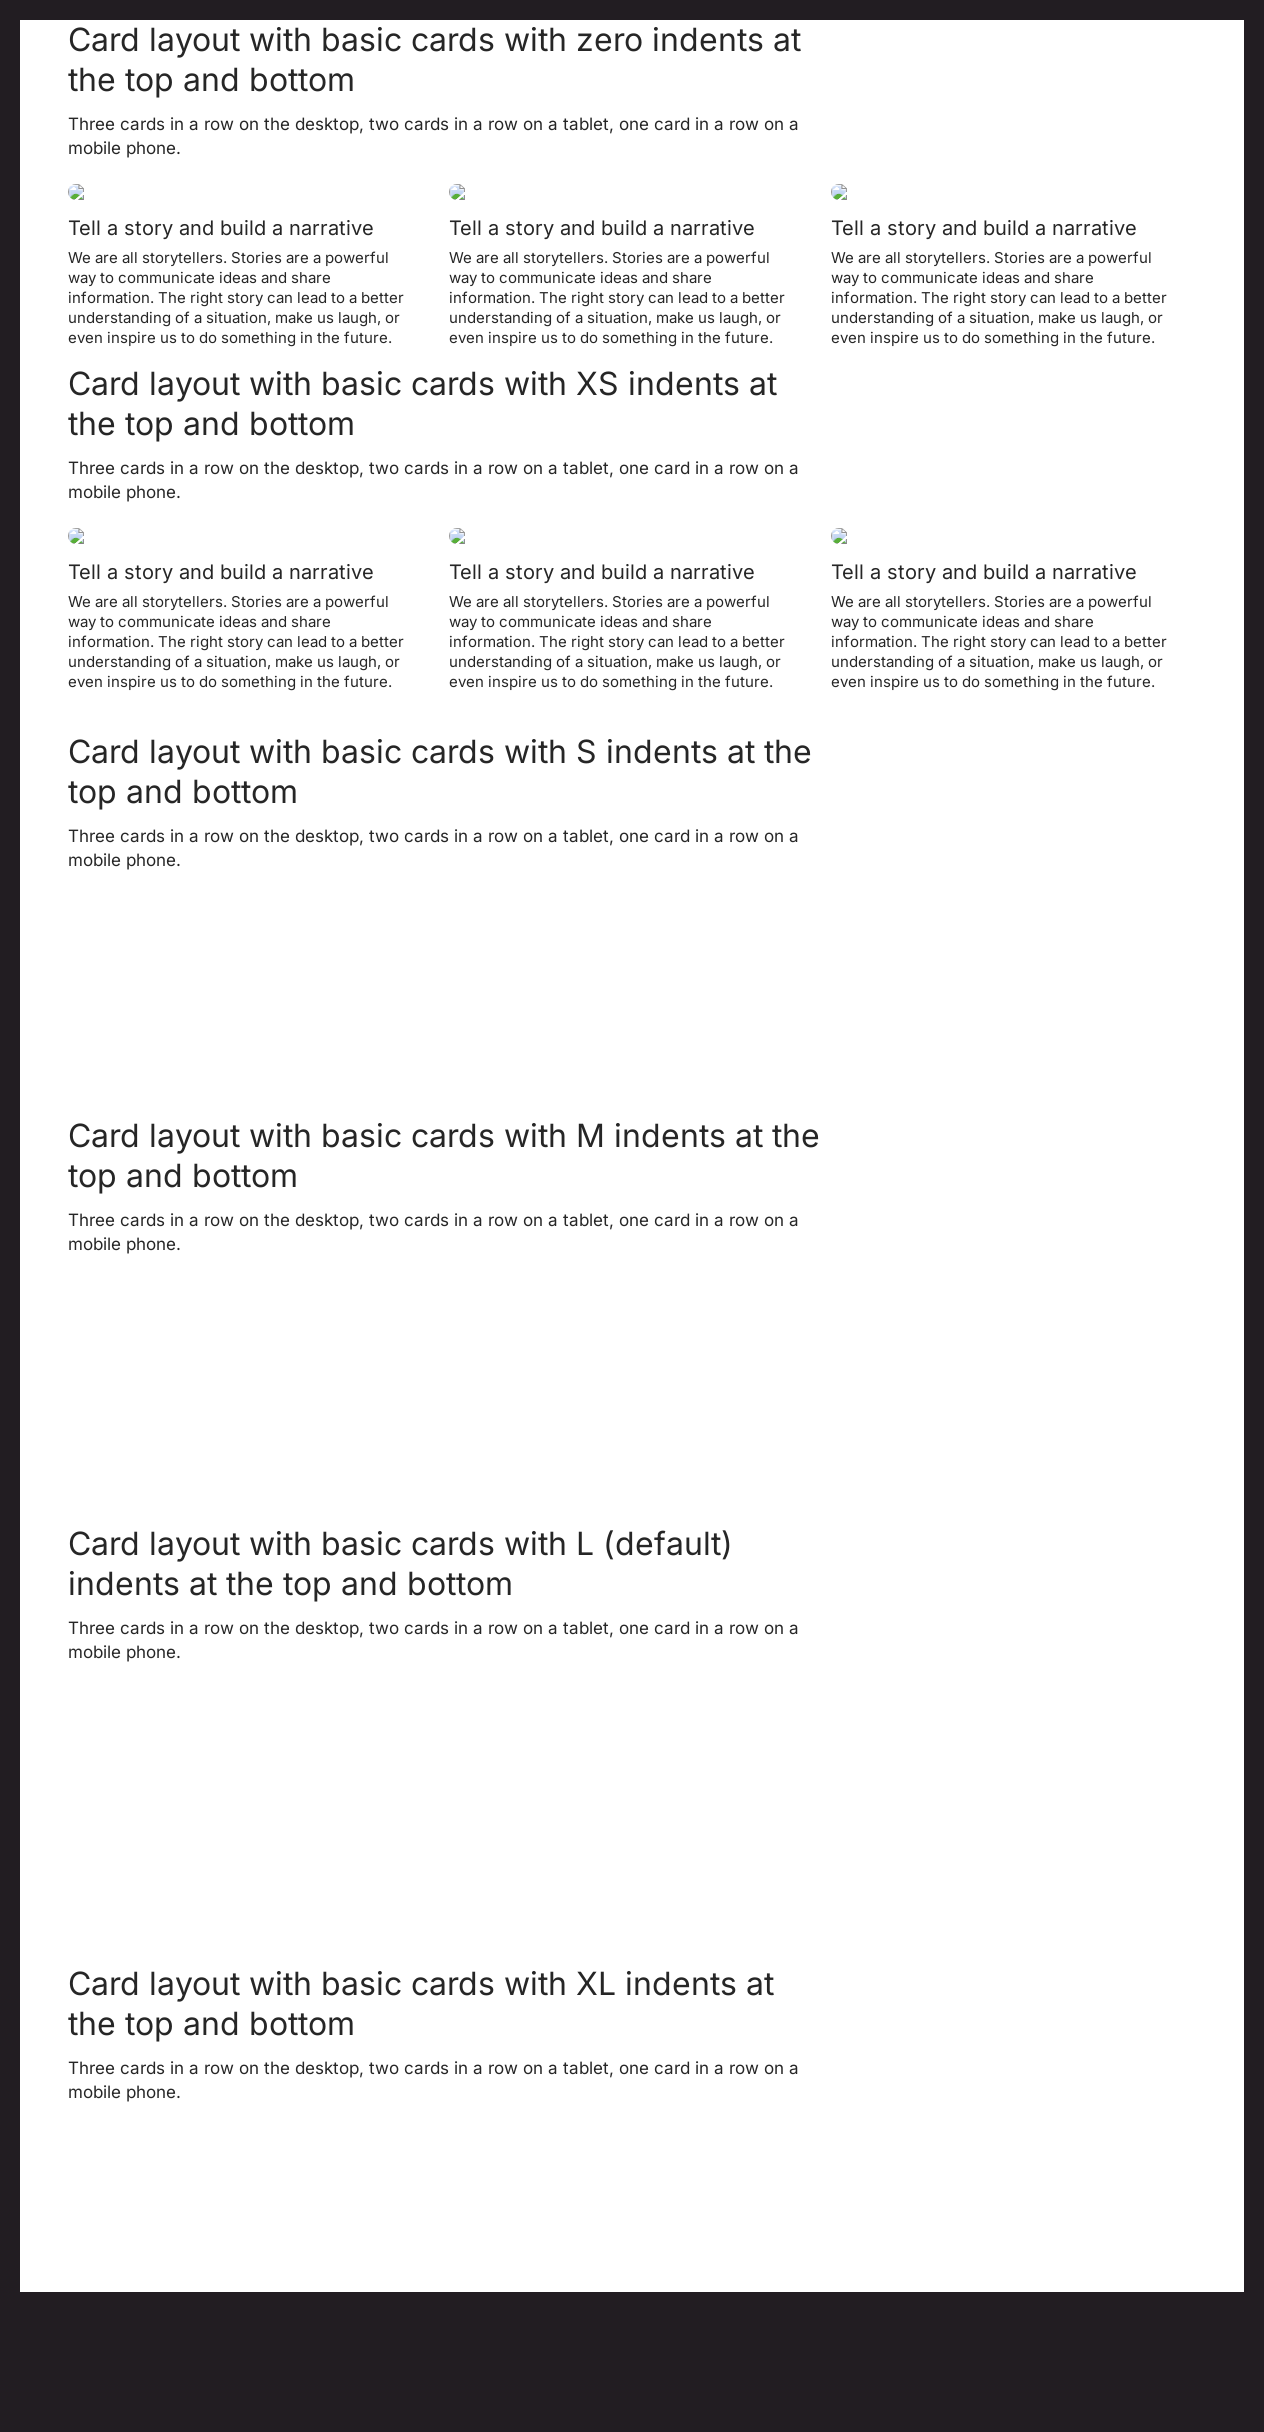 Card layout with basic cards with zero indents at
the top and bottom
Three cards in a row on the desktop, two cards in a row on a tablet, one card in a row on a
mobile phone.
Tell a story and build a narrative
We are all storytellers. Stories are a powerful
way to communicate ideas and share
information. The right story can lead to a better
understanding of a situation, make us laugh, or
even inspire us to do something in the future.
Tell a story and build a narrative
We are all storytellers. Stories are a powerful
way to communicate ideas and share
information. The right story can lead to a better
understanding of a situation, make us laugh, or
even inspire us to do something in the future.
Tell a story and build a narrative
We are all storytellers. Stories are a powerful
way to communicate ideas and share
information. The right story can lead to a better
understanding of a situation, make us laugh, or
even inspire us to do something in the future.
Card layout with basic cards with XS indents at
the top and bottom
Three cards in a row on the desktop, two cards in a row on a tablet, one card in a row on a
mobile phone.
Tell a story and build a narrative
We are all storytellers. Stories are a powerful
way to communicate ideas and share
information. The right story can lead to a better
understanding of a situation, make us laugh, or
even inspire us to do something in the future.
Tell a story and build a narrative
We are all storytellers. Stories are a powerful
way to communicate ideas and share
information. The right story can lead to a better
understanding of a situation, make us laugh, or
even inspire us to do something in the future.
Tell a story and build a narrative
We are all storytellers. Stories are a powerful
way to communicate ideas and share
information. The right story can lead to a better
understanding of a situation, make us laugh, or
even inspire us to do something in the future.
Card layout with basic cards with S indents at the
top and bottom
Three cards in a row on the desktop, two cards in a row on a tablet, one card in a row on a
mobile phone.
Card layout with basic cards with M indents at the
top and bottom
Three cards in a row on the desktop, two cards in a row on a tablet, one card in a row on a
mobile phone.
Card layout with basic cards with L (default)
indents at the top and bottom
Three cards in a row on the desktop, two cards in a row on a tablet, one card in a row on a
mobile phone.
Card layout with basic cards with XL indents at
the top and bottom
Three cards in a row on the desktop, two cards in a row on a tablet, one card in a row on a
mobile phone.